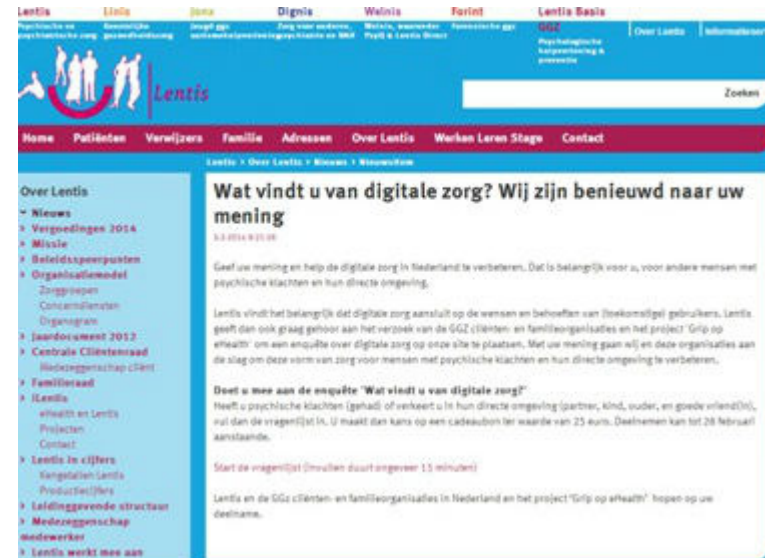 Lentis
Linis
Jonx
Dignis
Welnis
Forint
Lentis Basis
GGZ
Psychische en
psychiatrische zorg
Geestelijke
gezondheidszorg
Jeugd ggz
Zorg voor ouderen,
Forensische ggz
Psychologische
hulpverlening &
preventie
Over Lentis
Lentis
Zoeken
Home Patiënten Verwijzers Familie Adressen Over Lentis Werken Leren Stage Contact
Lentis > Over Lentis > Nieuws > Nieuwsitem
Over Lentis
Nieuws
Vergoedingen 2014
Missie
Beleidsspeerpunten
Organisatiemodel
Zorggroepen
Concerndiensten
Organogram
Jaardocument 2012
Centrale Cliëntenraad
Medezeggenschap cliënt
Familieraad
iLentis
eHealth en Lentis
Projecten
Contact
Lentis in cijfers
Kengetallen Lentis
Productiecijfers
Leidinggevende structuur
Medezeggenschap
medewerker
Lentis werkt mee aan
Wat vindt u van digitale zorg? Wij zijn benieuwd naar uw
mening
Geef uw mening en help de digitale zorg in Nederland te verbeteren. Dat is belangrijk voor u, voor andere mensen met
psychische klachten en hun directe omgeving.
Lentis vindt het belangrijk dat digitale zorg aansluit op de wensen en behoeften van (toekomstige) gebruikers. Lentis
geeft dan ook graag gehoor aan het verzoek van de GGZ cliënten- en familieorganisaties en het project 'Grip op
eHealth' om een enquête over digitale zorg op onze site te plaatsen. Met uw mening gaan wij en deze organisaties aan
de slag om deze vorm van zorg voor mensen met psychische klachten en hun directe omgeving te verbeteren.
Doet u mee aan de enquête "Wat vindt u van digitale zorg?"
Heeft u psychische klachten (gehad) of verkeert u in hun directe omgeving (partner, kind, ouder, en goede vriend(in),
vul dan de vragenlijst in. U maakt dan kans op een cadeaubon ter waarde van 25 euro. Deelnemen kan tot 28 februari
aanstaande.
Start de vragenlijst (invullen duurt ongeveer 15 minuten)
Lentis en de GGz cliënten- en familieorganisaties in Nederland en het project "Grip op eHealth" hopen op uw
deelname.